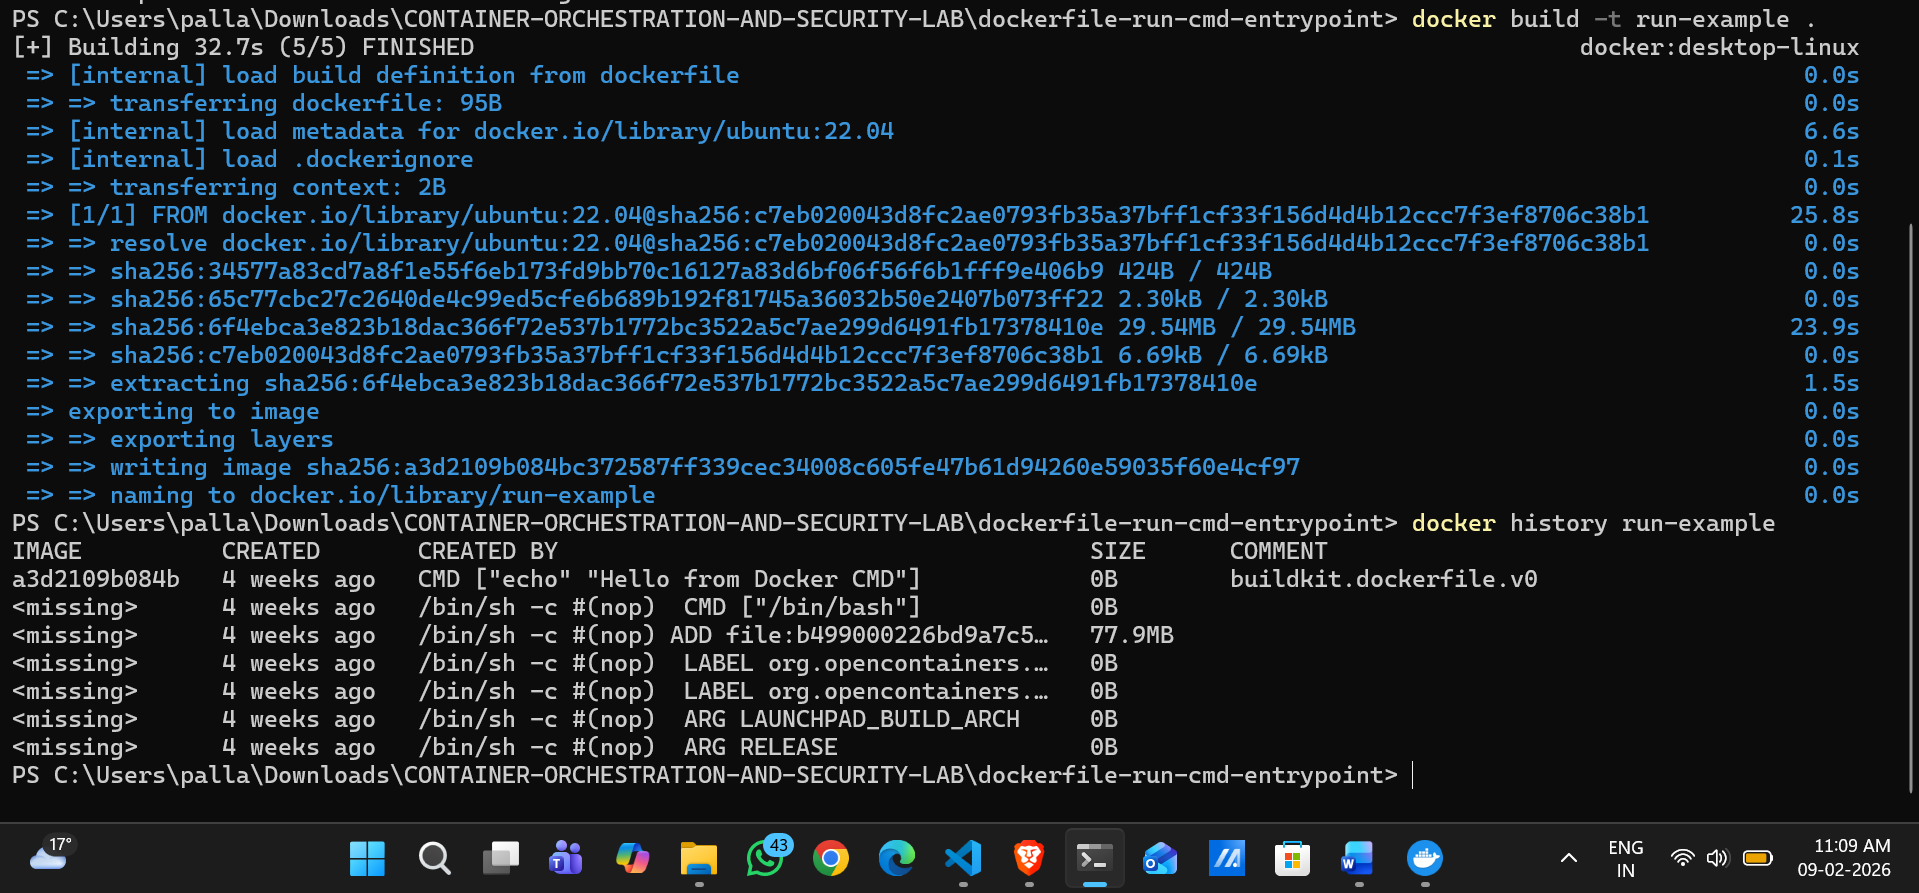 PS C:\Users\palla\Downloads\CONTAINER-ORCHESTRATION-AND-SECURITY-LAB\dockerfile-run-cmd-entrypoint> docker build -t run-example .
[+] Building 32.7s (5/5) FINISHED docker:desktop-linux
=> [internal] load build definition from dockerfile 0.0s
=> => transferring dockerfile: 95B 0.0s
=> [internal] load metadata for docker.io/library/ubuntu:22.04 6.6s
=> [internal] load .dockerignore 0.1s
=> => transferring context: 2B 0.0s
=> [1/1] FROM docker.io/library/ubuntu:22.04@sha256:c7eb020043d8fc2ae0793fb35a37bff1cf33f156d4d4b12ccc7f3ef8706c38b1 25.8s
=> => resolve docker.io/library/ubuntu:22.04@sha256:c7eb020043d8fc2ae0793fb35a37bff1cf33f156d4d4b12ccc7f3ef8706c38b1 0.0s
=> => sha256:34577a83cd7a8f1e55f6eb173fd9bb70c16127a83d6bf06f56f6b1fff9e406b9 424B / 424B 0.0s
=> => sha256:65c77cbc27c2640de4c99ed5cfe6b689b192f81745a36032b50e2407b073ff22 2.30kB / 2.30kB 0.0s
=> => sha256:6f4ebca3e823b18dac366f72e537b1772bc3522a5c7ae299d6491fb17378410e 29.54MB / 29.54MB 23.9s
=> => sha256:c7eb020043d8fc2ae0793fb35a37bff1cf33f156d4d4b12ccc7f3ef8706c38b1 6.69kB / 6.69kB 0.0s
=> => extracting sha256:6f4ebca3e823b18dac366f72e537b1772bc3522a5c7ae299d6491fb17378410e 1.5s
=> exporting to image 0.0s
=> => exporting layers 0.0s
=> => writing image sha256:a3d2109b084bc372587ff339cec34008c605fe47b61d94260e59035f60e4cf97 0.0s
=> => naming to docker.io/library/run-example 0.0s
PS C:\Users\palla\Downloads\CONTAINER-ORCHESTRATION-AND-SECURITY-LAB\dockerfile-run-cmd-entrypoint> docker history run-example
IMAGE CREATED CREATED BY SIZE COMMENT
a3d2109b084b 4 weeks ago CMD ["echo" "Hello from Docker CMD"] 0B buildkit.dockerfile.v0
<missing> 4 weeks ago /bin/sh -c #(nop) CMD ["/bin/bash"] 0B
<missing> 4 weeks ago /bin/sh -c #(nop) ADD file:b499000226bd9a7c5… 77.9MB
<missing> 4 weeks ago /bin/sh -c #(nop) LABEL org.opencontainers.… 0B
<missing> 4 weeks ago /bin/sh -c #(nop) LABEL org.opencontainers.… 0B
<missing> 4 weeks ago /bin/sh -c #(nop) ARG LAUNCHPAD_BUILD_ARCH 0B
<missing> 4 weeks ago /bin/sh -c #(nop) ARG RELEASE 0B
PS C:\Users\palla\Downloads\CONTAINER-ORCHESTRATION-AND-SECURITY-LAB\dockerfile-run-cmd-entrypoint>
17°
43
ENG
IN
11:09 AM
09-02-2026